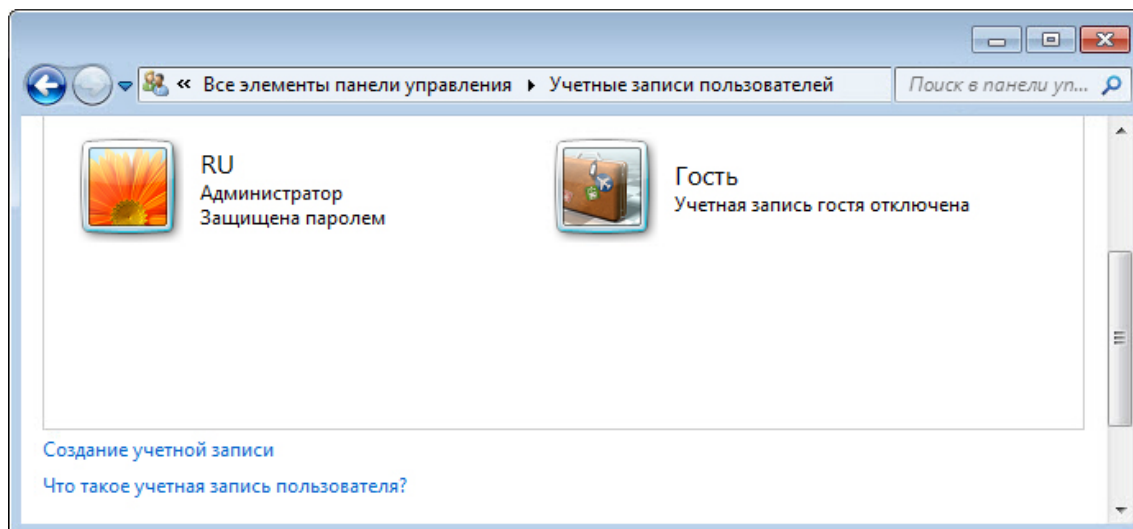 « Все элементы панели управления ▸ Учетные записи пользователей
Поиск в панели уп...
RU
Администратор
Защищена паролем
Гость
Учетная запись гостя отключена
Создание учетной записи
Что такое учетная запись пользователя?